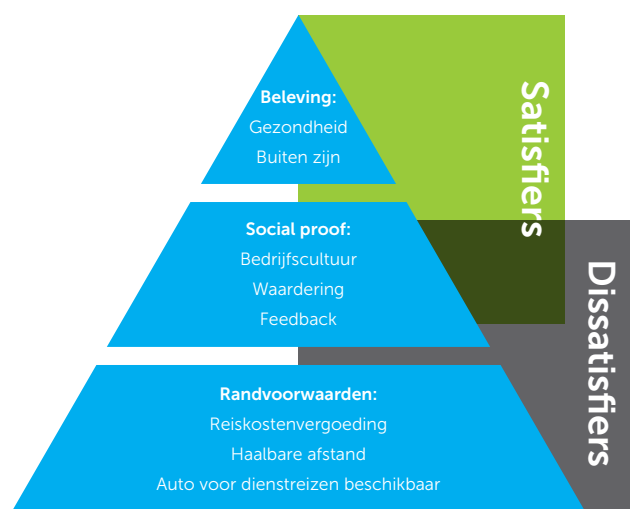 Beleving:
Gezondheid
Buiten zijn
Satisfiers
Social proof:
Bedrijfscultuur
Waardering
Feedback
Dissatisfiers
Randvoorwaarden:
Reiskostenvergoeding
Haalbare afstand
Auto voor dienstreizen beschikbaar